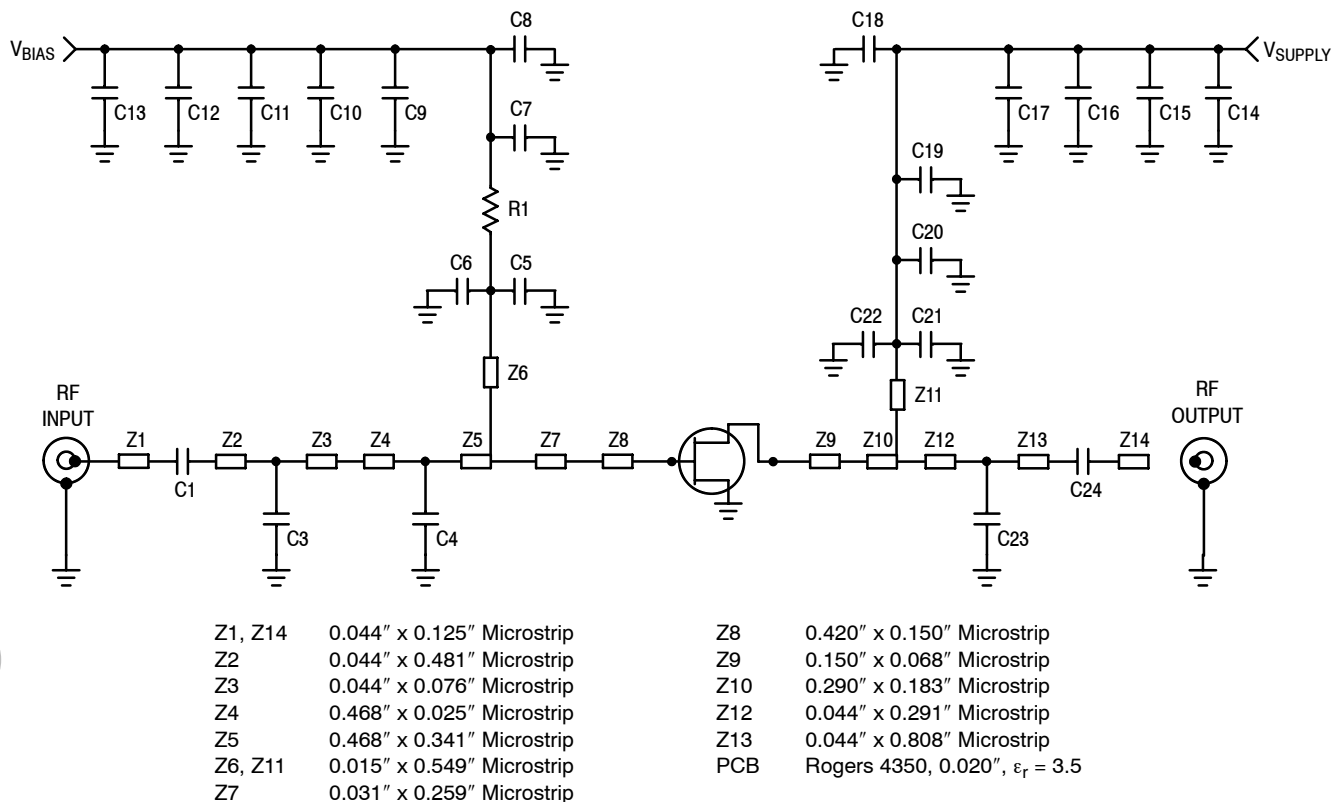 C8
C18
V_BIAS
V_SUPPLY
C13
C12
C11
C10
C9
C7
C17
C16
C15
C14
C19
R1
C20
C6
C5
C22
C21
Z6
Z11
RF
INPUT
RF
OUTPUT
Z1
Z2
Z3
Z4
Z5
Z7
Z8
Z9
Z10
Z12
Z13
Z14
C1
C24
C3
C4
C23
Z1, Z14 0.044″ x 0.125″ Microstrip
Z2 0.044″ x 0.481″ Microstrip
Z3 0.044″ x 0.076″ Microstrip
Z4 0.468″ x 0.025″ Microstrip
Z5 0.468″ x 0.341″ Microstrip
Z6, Z11 0.015″ x 0.549″ Microstrip
Z7 0.031″ x 0.259″ Microstrip
Z8 0.420″ x 0.150″ Microstrip
Z9 0.150″ x 0.068″ Microstrip
Z10 0.290″ x 0.183″ Microstrip
Z12 0.044″ x 0.291″ Microstrip
Z13 0.044″ x 0.808″ Microstrip
PCB Rogers 4350, 0.020″, εr = 3.5